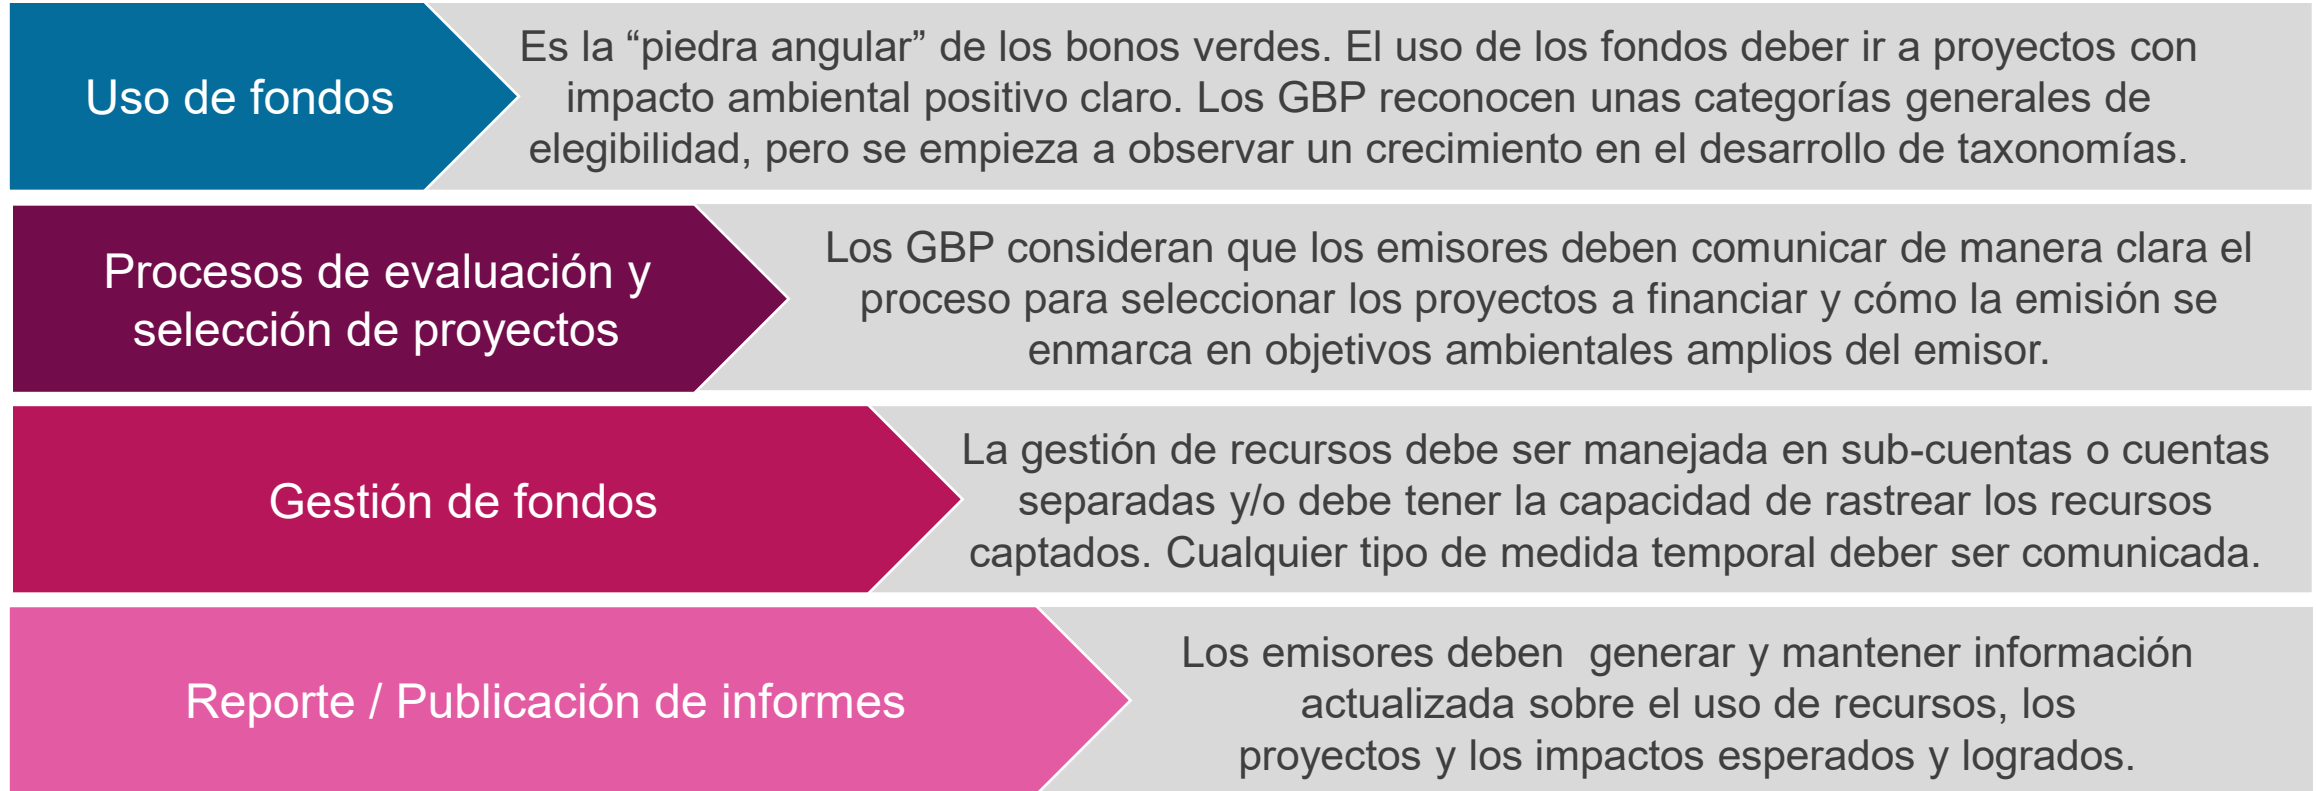 Uso de fondos
Es la “piedra angular” de los bonos verdes. El uso de los fondos deber ir a proyectos con
impacto ambiental positivo claro. Los GBP reconocen unas categorías generales de
elegibilidad, pero se empieza a observar un crecimiento en el desarrollo de taxonomías.
Procesos de evaluación y
selección de proyectos
Los GBP consideran que los emisores deben comunicar de manera clara el
proceso para seleccionar los proyectos a financiar y cómo la emisión se
enmarca en objetivos ambientales amplios del emisor.
Gestión de fondos
La gestión de recursos debe ser manejada en sub-cuentas o cuentas
separadas y/o debe tener la capacidad de rastrear los recursos
captados. Cualquier tipo de medida temporal deber ser comunicada.
Reporte / Publicación de informes
Los emisores deben  generar y mantener información
actualizada sobre el uso de recursos, los
proyectos y los impactos esperados y logrados.